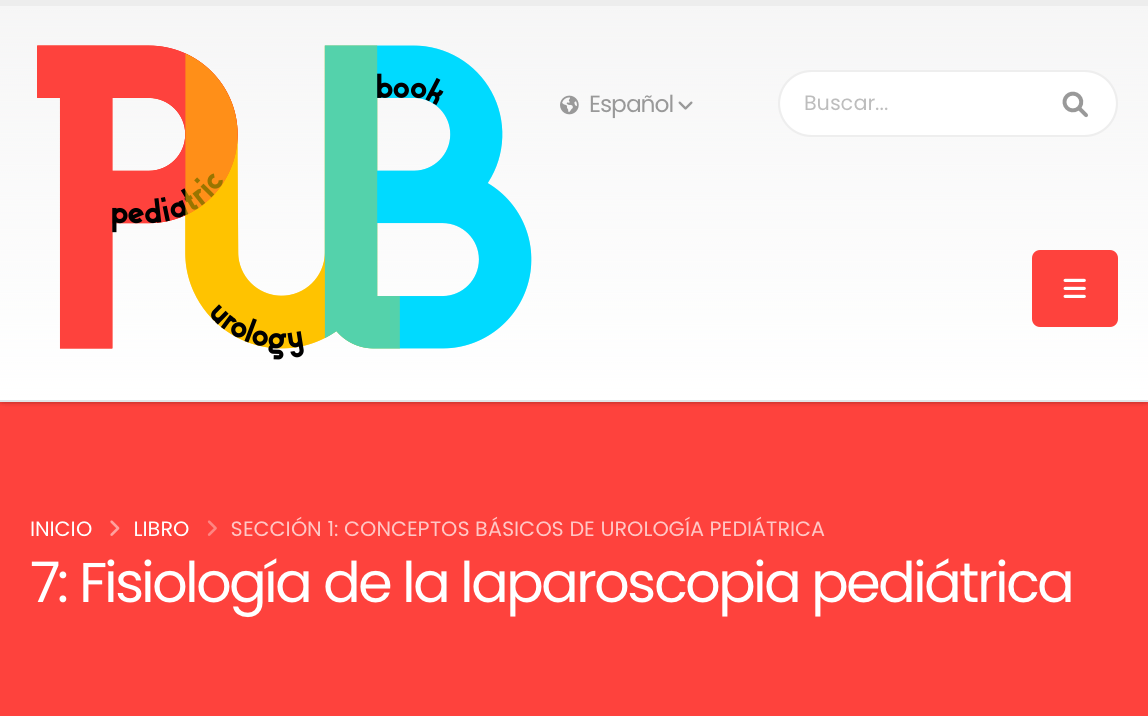 pediatric
urology
book
Español
Buscar...
INICIO > LIBRO > SECCIÓN 1: CONCEPTOS BÁSICOS DE UROLOGÍA PEDIÁTRICA
7: Fisiología de la laparoscopia pediátrica